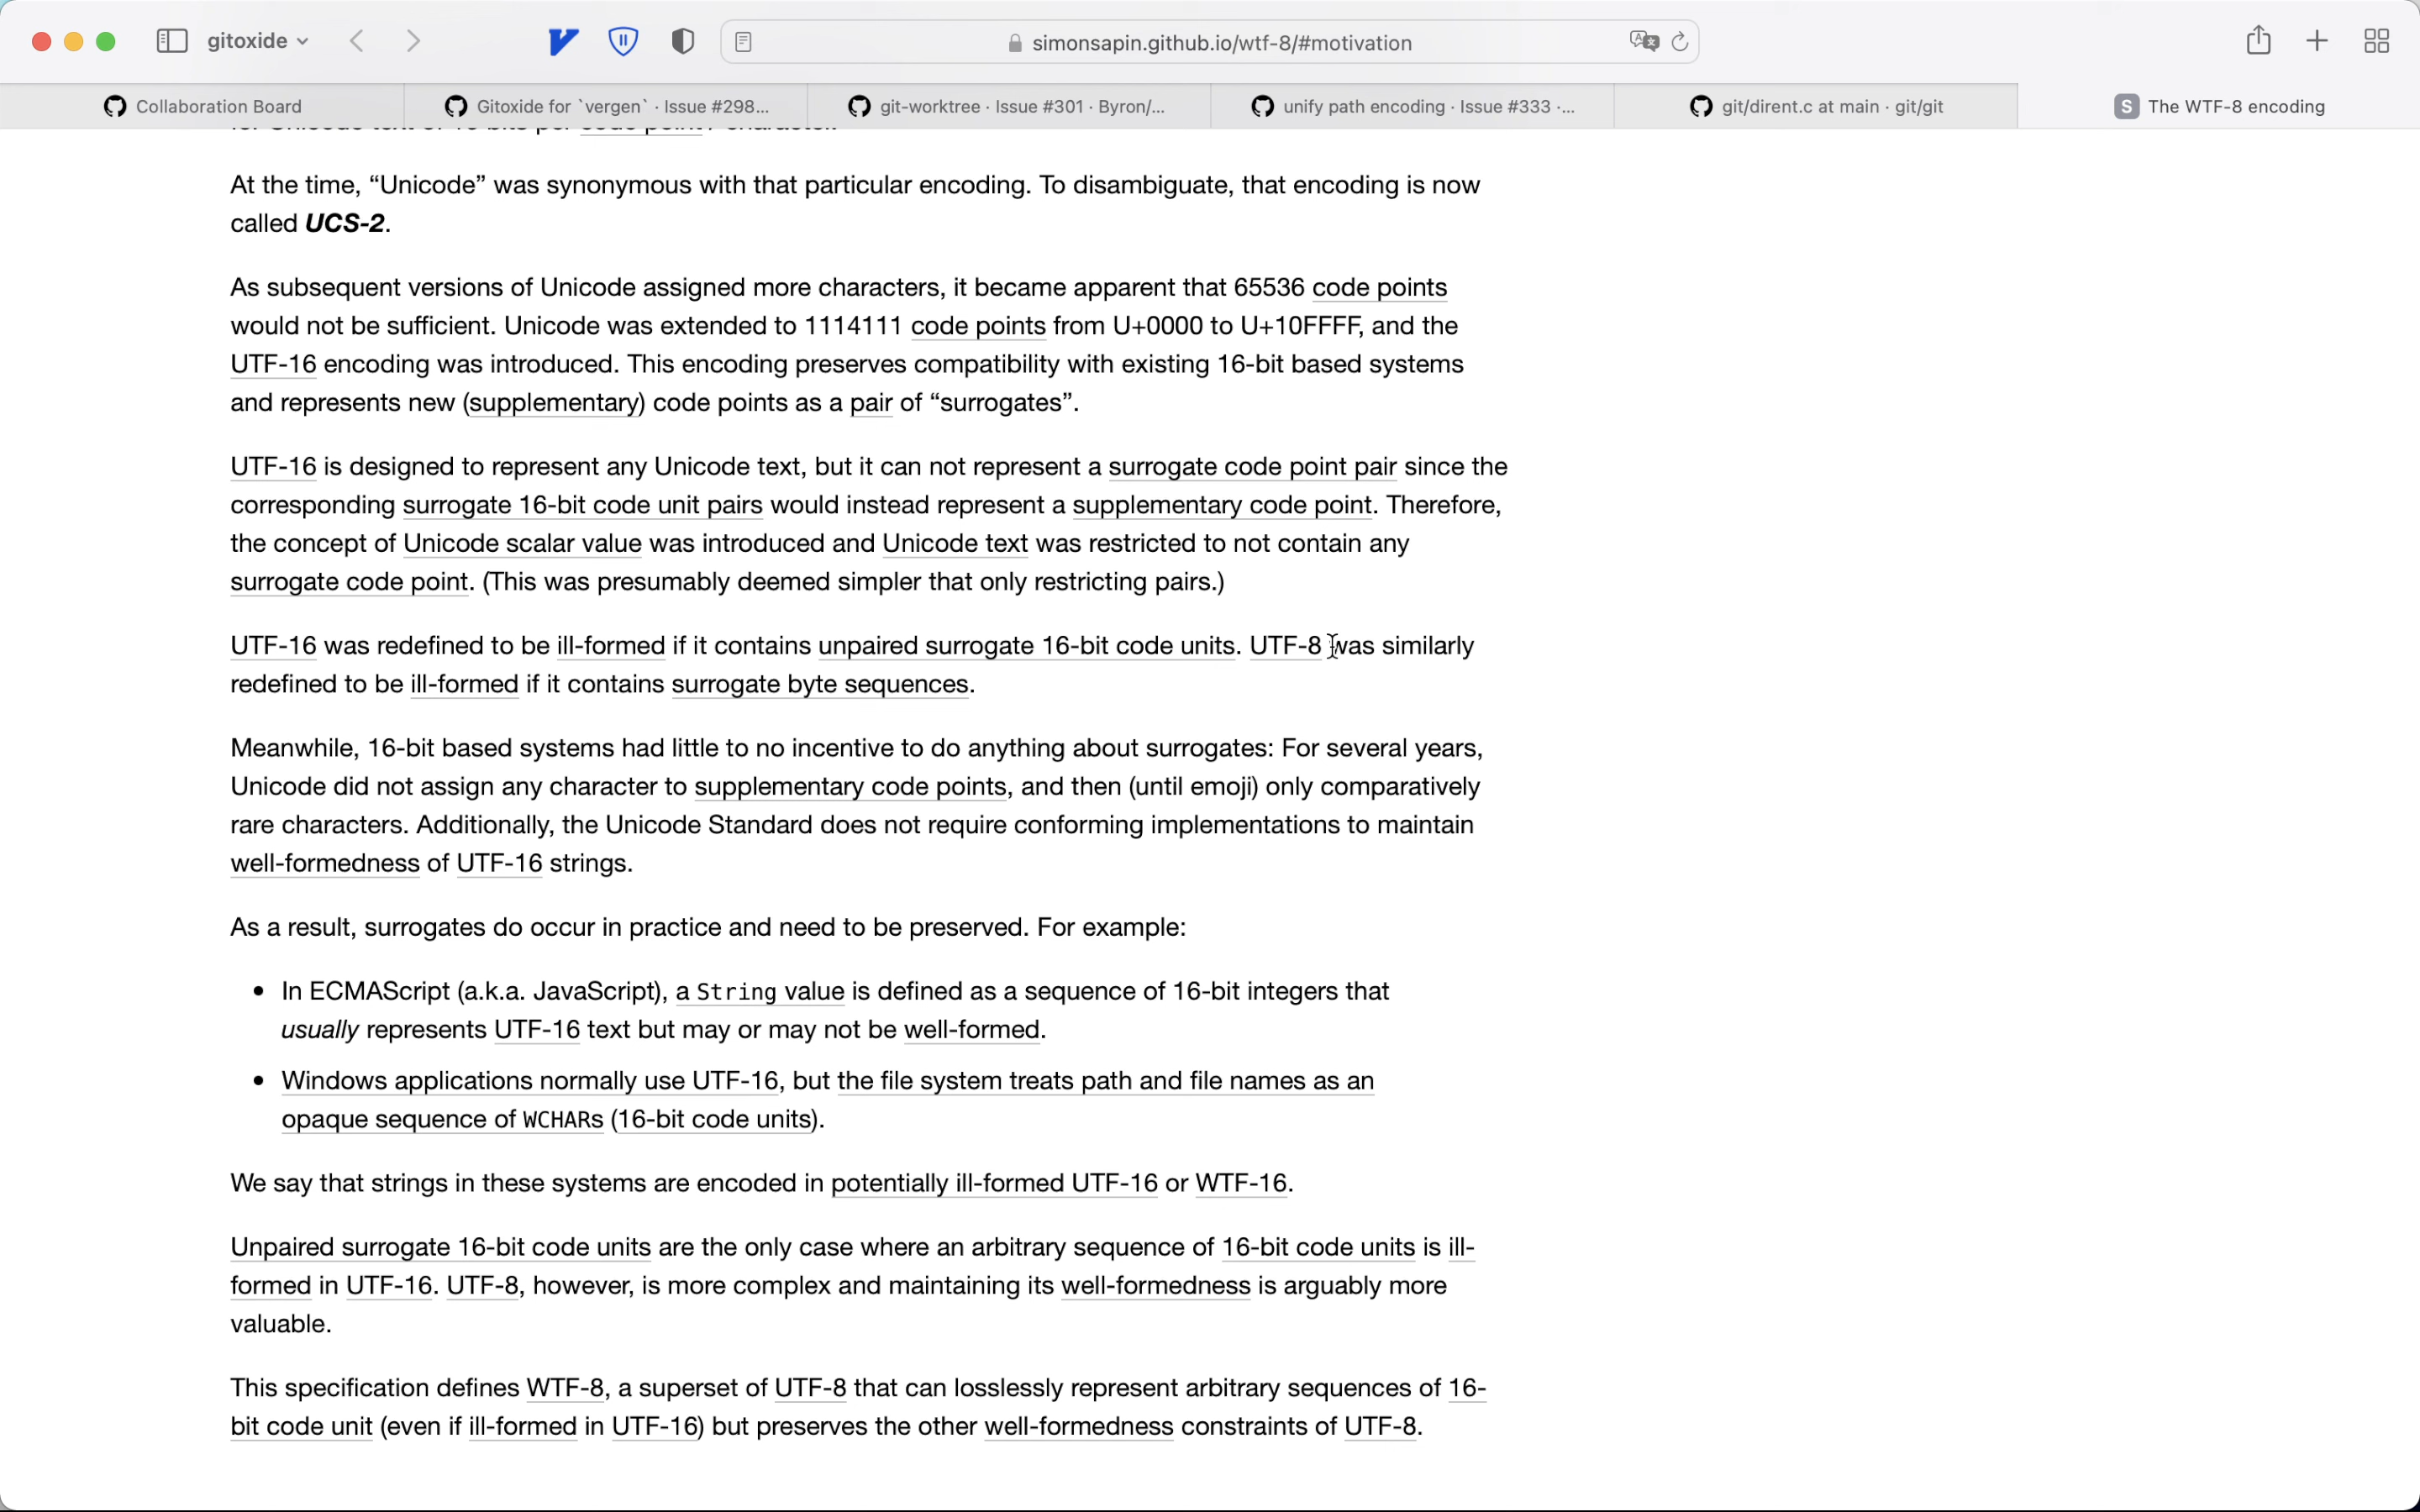 gitoxide
simonsapin.github.io/wtf-8/#motivation
Collaboration Board
Gitoxide for `vergen` · Issue #298...
git-worktree · Issue #301 · Byron/...
unify path encoding · Issue #333 ·...
git/dirent.c at main · git/git
S The WTF-8 encoding
At the time, “Unicode” was synonymous with that particular encoding. To disambiguate, that encoding is now
called UCS-2.
As subsequent versions of Unicode assigned more characters, it became apparent that 65536 code points
would not be sufficient. Unicode was extended to 1114111 code points from U+0000 to U+10FFFF, and the
UTF-16 encoding was introduced. This encoding preserves compatibility with existing 16-bit based systems
and represents new (supplementary) code points as a pair of “surrogates”.
UTF-16 is designed to represent any Unicode text, but it can not represent a surrogate code point pair since the
corresponding surrogate 16-bit code unit pairs would instead represent a supplementary code point. Therefore,
the concept of Unicode scalar value was introduced and Unicode text was restricted to not contain any
surrogate code point. (This was presumably deemed simpler that only restricting pairs.)
UTF-16 was redefined to be ill-formed if it contains unpaired surrogate 16-bit code units. UTF-8 was similarly
redefined to be ill-formed if it contains surrogate byte sequences.
Meanwhile, 16-bit based systems had little to no incentive to do anything about surrogates: For several years,
Unicode did not assign any character to supplementary code points, and then (until emoji) only comparatively
rare characters. Additionally, the Unicode Standard does not require conforming implementations to maintain
well-formedness of UTF-16 strings.
As a result, surrogates do occur in practice and need to be preserved. For example:
• In ECMAScript (a.k.a. JavaScript), a String value is defined as a sequence of 16-bit integers that
usually represents UTF-16 text but may or may not be well-formed.
• Windows applications normally use UTF-16, but the file system treats path and file names as an
opaque sequence of WCHARs (16-bit code units).
We say that strings in these systems are encoded in potentially ill-formed UTF-16 or WTF-16.
Unpaired surrogate 16-bit code units are the only case where an arbitrary sequence of 16-bit code units is ill-
formed in UTF-16. UTF-8, however, is more complex and maintaining its well-formedness is arguably more
valuable.
This specification defines WTF-8, a superset of UTF-8 that can losslessly represent arbitrary sequences of 16-
bit code unit (even if ill-formed in UTF-16) but preserves the other well-formedness constraints of UTF-8.